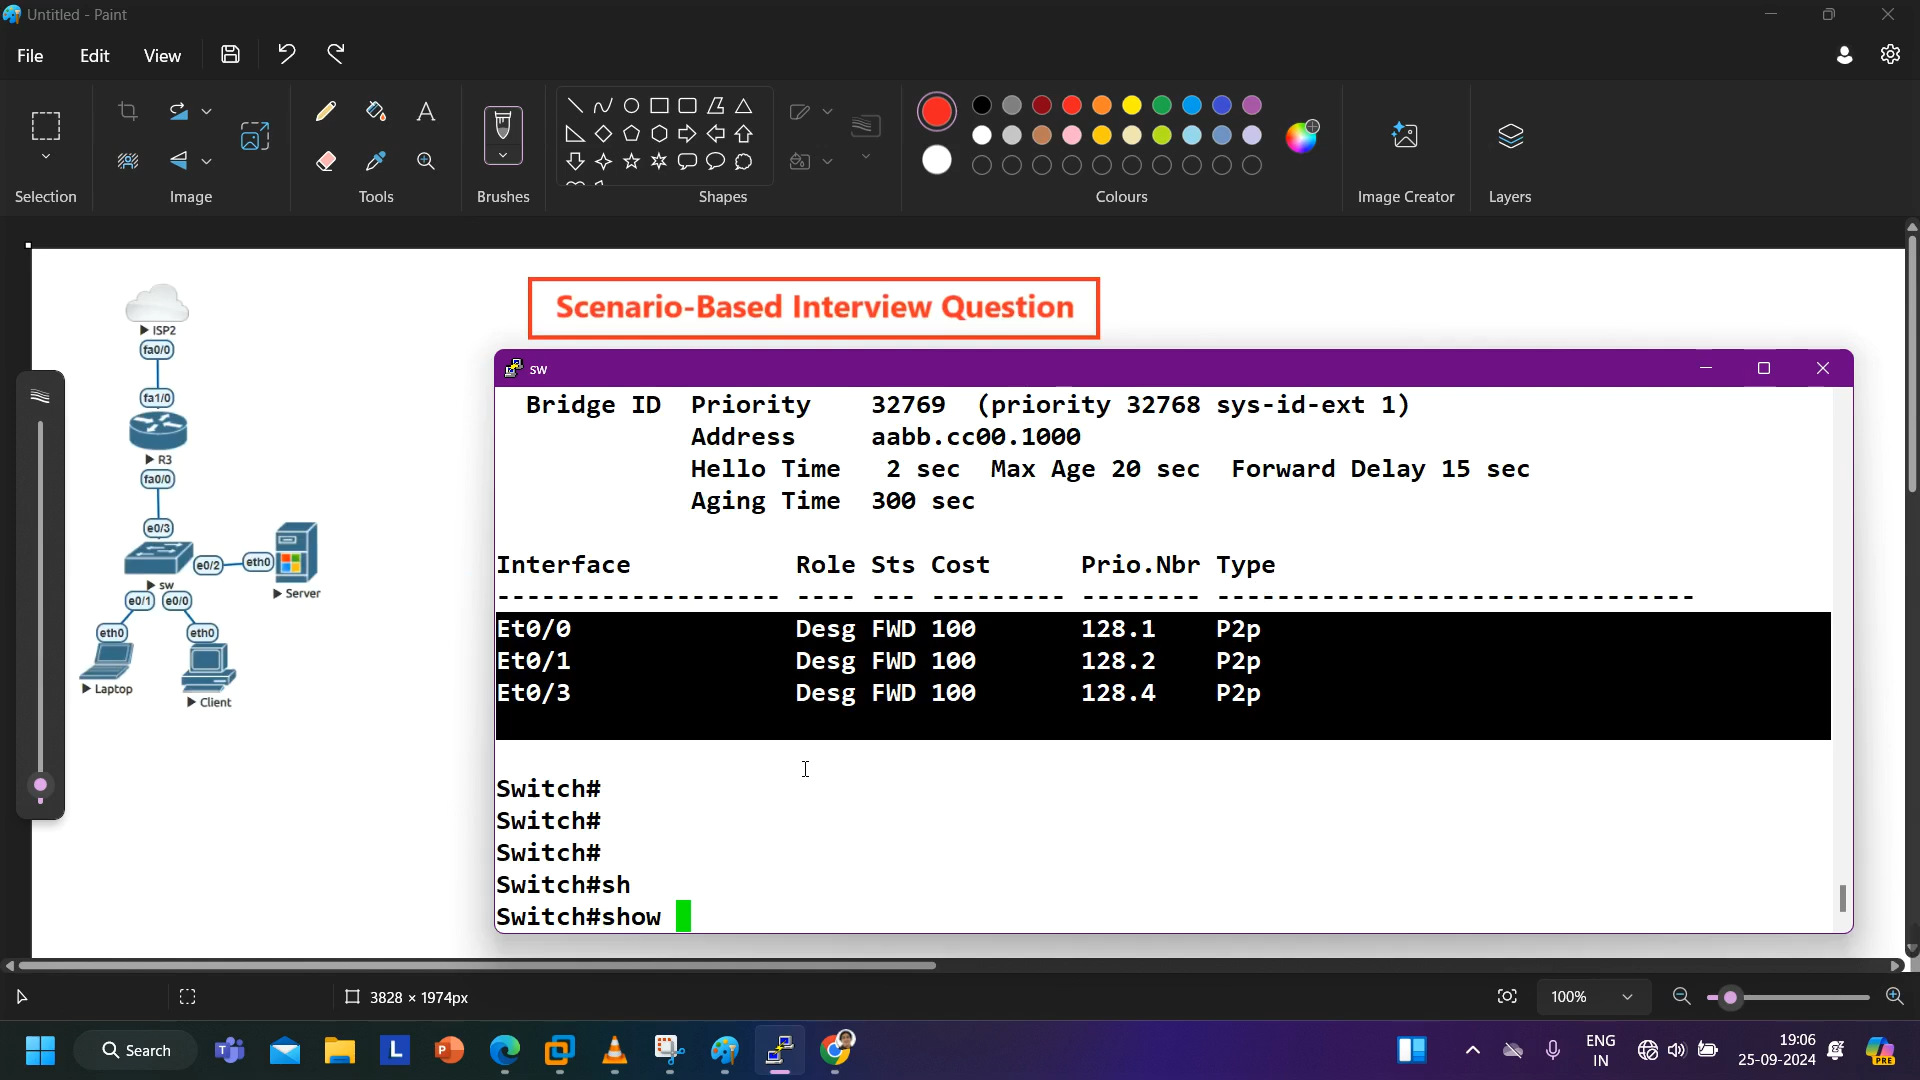 Untitled - Paint
File Edit View
Selection Image Tools Brushes Shapes Colours Image Creator Layers
Scenario-Based Interview Question
ISP2
fa0/0
fa1/0
R3
fa0/0
e0/3
e0/2 eth0
sw
Server
e0/1 e0/0
eth0 eth0
Laptop
Client
sw
Bridge ID Priority 32769 (priority 32768 sys-id-ext 1)
Address aabb.cc00.1000
Hello Time 2 sec Max Age 20 sec Forward Delay 15 sec
Aging Time 300 sec
Interface Role Sts Cost Prio.Nbr Type
------------------- ---- --- --------- -------- --------------------------------
Et0/0 Desg FWD 100 128.1 P2p
Et0/1 Desg FWD 100 128.2 P2p
Et0/3 Desg FWD 100 128.4 P2p
Switch#
Switch#
Switch#
Switch#sh
Switch#show
3828 × 1974px
100%
Search
L
ENG
IN
19:06
25-09-2024
PRE